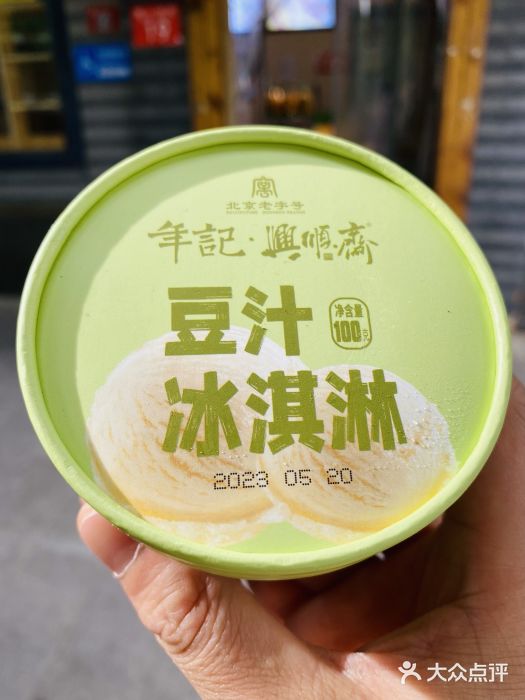 北京老字号
年記·興順齋
豆汁
净含量
100克
冰淇淋
2023 05 20
大众点评